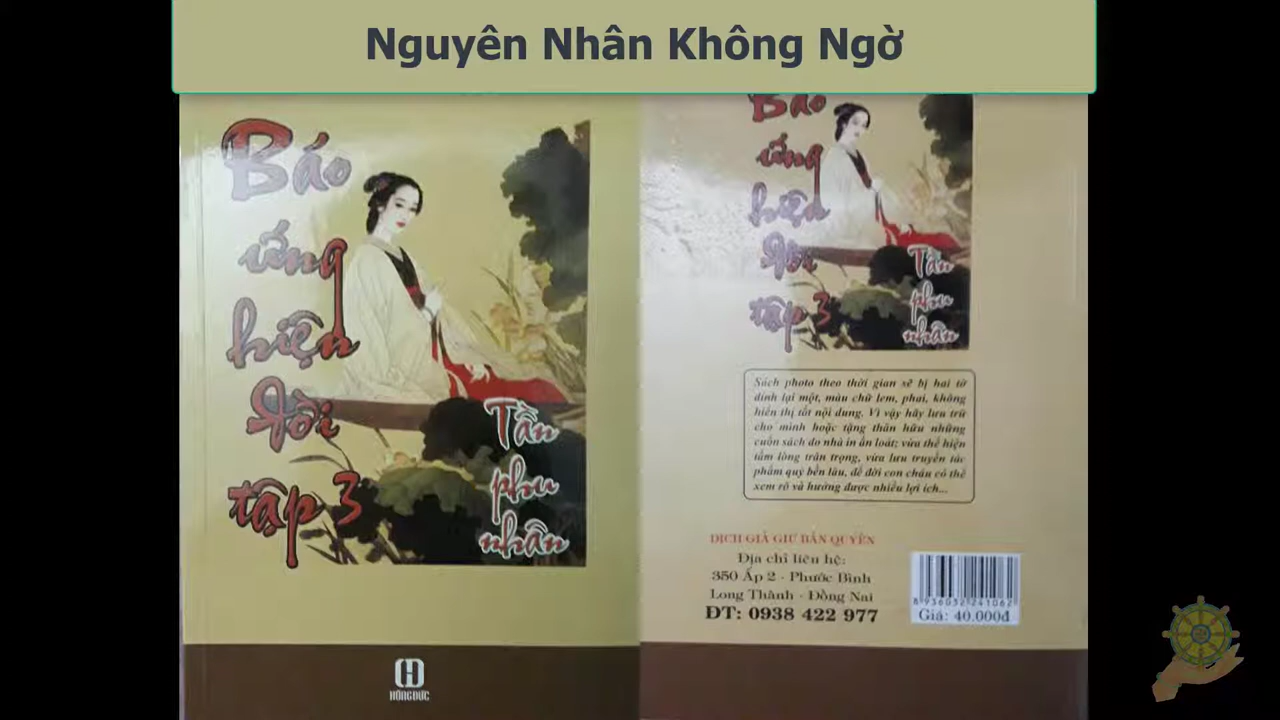 Nguyên Nhân Không Ngờ
Báo
ứng
hiện
đời
tập 3
Tần
phu
nhân
HỒNG ĐỨC
Báo
ứng
hiện
đời
tập 3
Tần
phu
nhân
Sách photo theo thời gian sẽ bị hai tờ
dính lại một, màu chữ lem, phai, không
hiển thị tốt nội dung. Vì vậy hãy lưu trữ
cho mình hoặc tặng thân hữu những
cuốn sách do nhà in ấn loát; vừa thể hiện
tấm lòng trân trọng, vừa lưu truyền tác
phẩm quý bền lâu, để đời con cháu có thể
xem rõ và hưởng được nhiều lợi ích...
DỊCH GIẢ GIỮ BẢN QUYỀN
Địa chỉ liên hệ:
350 Ấp 2 - Phước Bình
Long Thành - Đồng Nai
ĐT: 0938 422 977
8 936032 241062
Giá: 40.000đ